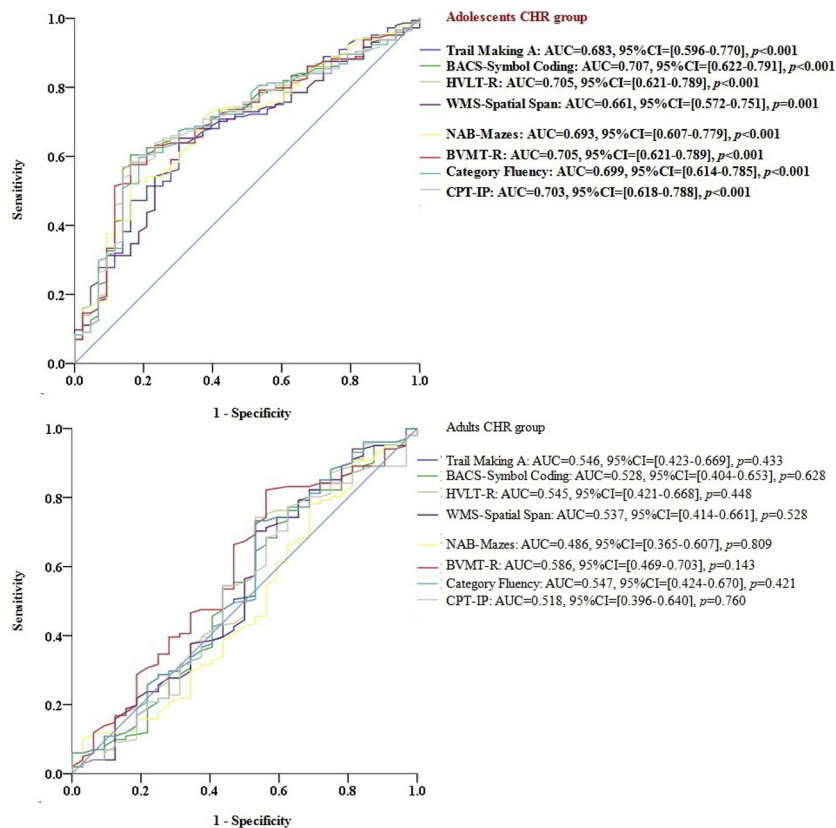 Adolescents CHR group
Trail Making A: AUC=0.683, 95%CI=[0.596-0.770], p<0.001
BACS-Symbol Coding: AUC=0.707, 95%CI=[0.622-0.791], p<0.001
HVLT-R: AUC=0.705, 95%CI=[0.621-0.789], p<0.001
WMS-Spatial Span: AUC=0.661, 95%CI=[0.572-0.751], p=0.001
NAB-Mazes: AUC=0.693, 95%CI=[0.607-0.779], p<0.001
BVMT-R: AUC=0.705, 95%CI=[0.621-0.789], p<0.001
Category Fluency: AUC=0.699, 95%CI=[0.614-0.785], p<0.001
CPT-IP: AUC=0.703, 95%CI=[0.618-0.788], p<0.001
Sensitivity
1.0
0.8
0.6
0.4
0.2
0.0
0.0 0.2 0.4 0.6 0.8 1.0
1 - Specificity
Adults CHR group
Trail Making A: AUC=0.546, 95%CI=[0.423-0.669], p=0.433
BACS-Symbol Coding: AUC=0.528, 95%CI=[0.404-0.653], p=0.628
HVLT-R: AUC=0.545, 95%CI=[0.421-0.668], p=0.448
WMS-Spatial Span: AUC=0.537, 95%CI=[0.414-0.661], p=0.528
NAB-Mazes: AUC=0.486, 95%CI=[0.365-0.607], p=0.809
BVMT-R: AUC=0.586, 95%CI=[0.469-0.703], p=0.143
Category Fluency: AUC=0.547, 95%CI=[0.424-0.670], p=0.421
CPT-IP: AUC=0.518, 95%CI=[0.396-0.640], p=0.760
Sensitivity
1.0
0.8
0.6
0.4
0.2
0.0
0.0 0.2 0.4 0.6 0.8 1.0
1 - Specificity